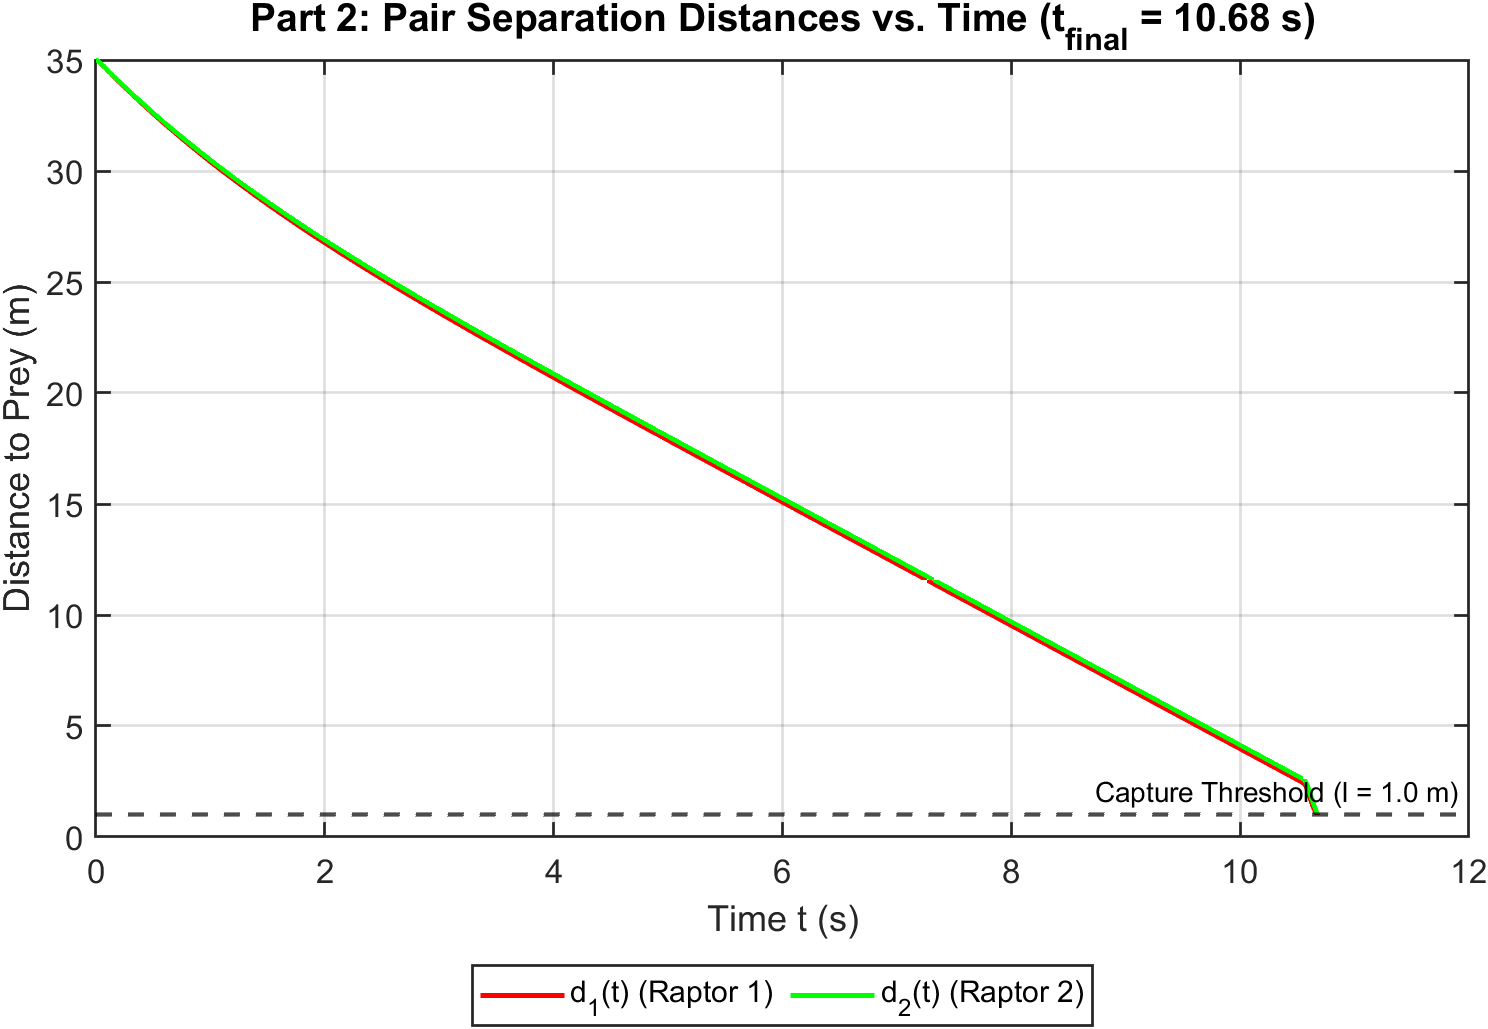 Part 2: Pair Separation Distances vs. Time (t_final = 10.68 s)
35
30
25
20
15
10
5
0
Distance to Prey (m)
Capture Threshold (l = 1.0 m)
0 2 4 6 8 10 12
Time t (s)
d_1(t) (Raptor 1) d_2(t) (Raptor 2)